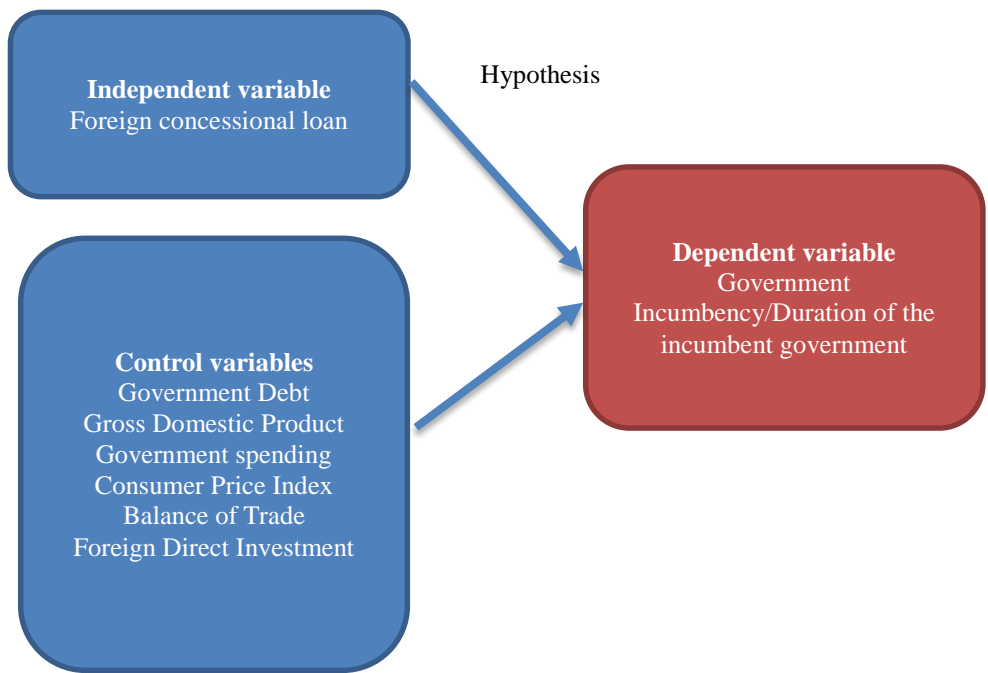 Independent variable
Foreign concessional loan
Hypothesis
Dependent variable
Government
Incumbency/Duration of the
incumbent government
Control variables
Government Debt
Gross Domestic Product
Government spending
Consumer Price Index
Balance of Trade
Foreign Direct Investment